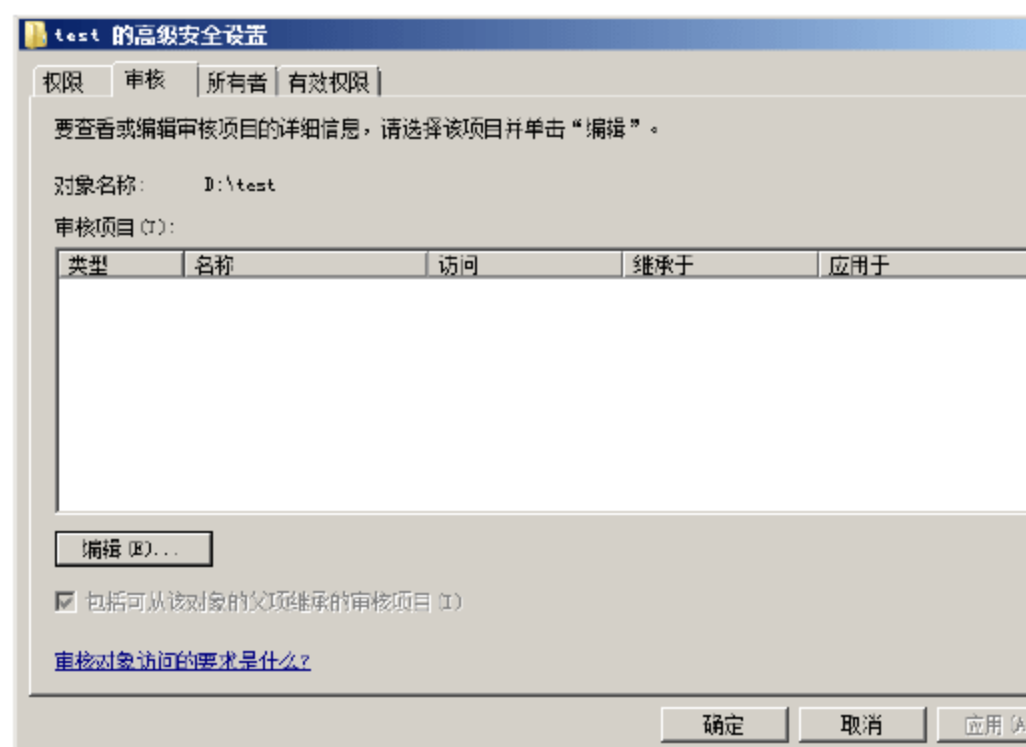 test 的高级安全设置
权限 审核 所有者 有效权限
要查看或编辑审核项目的详细信息，请选择该项目并单击“编辑”。
对象名称: D:\test
审核项目(T):
类型 名称 访问 继承于 应用于
编辑(E)...
包括可从该对象的父项继承的审核项目(I)
审核对象访问的要求是什么?
确定 取消 应用(A